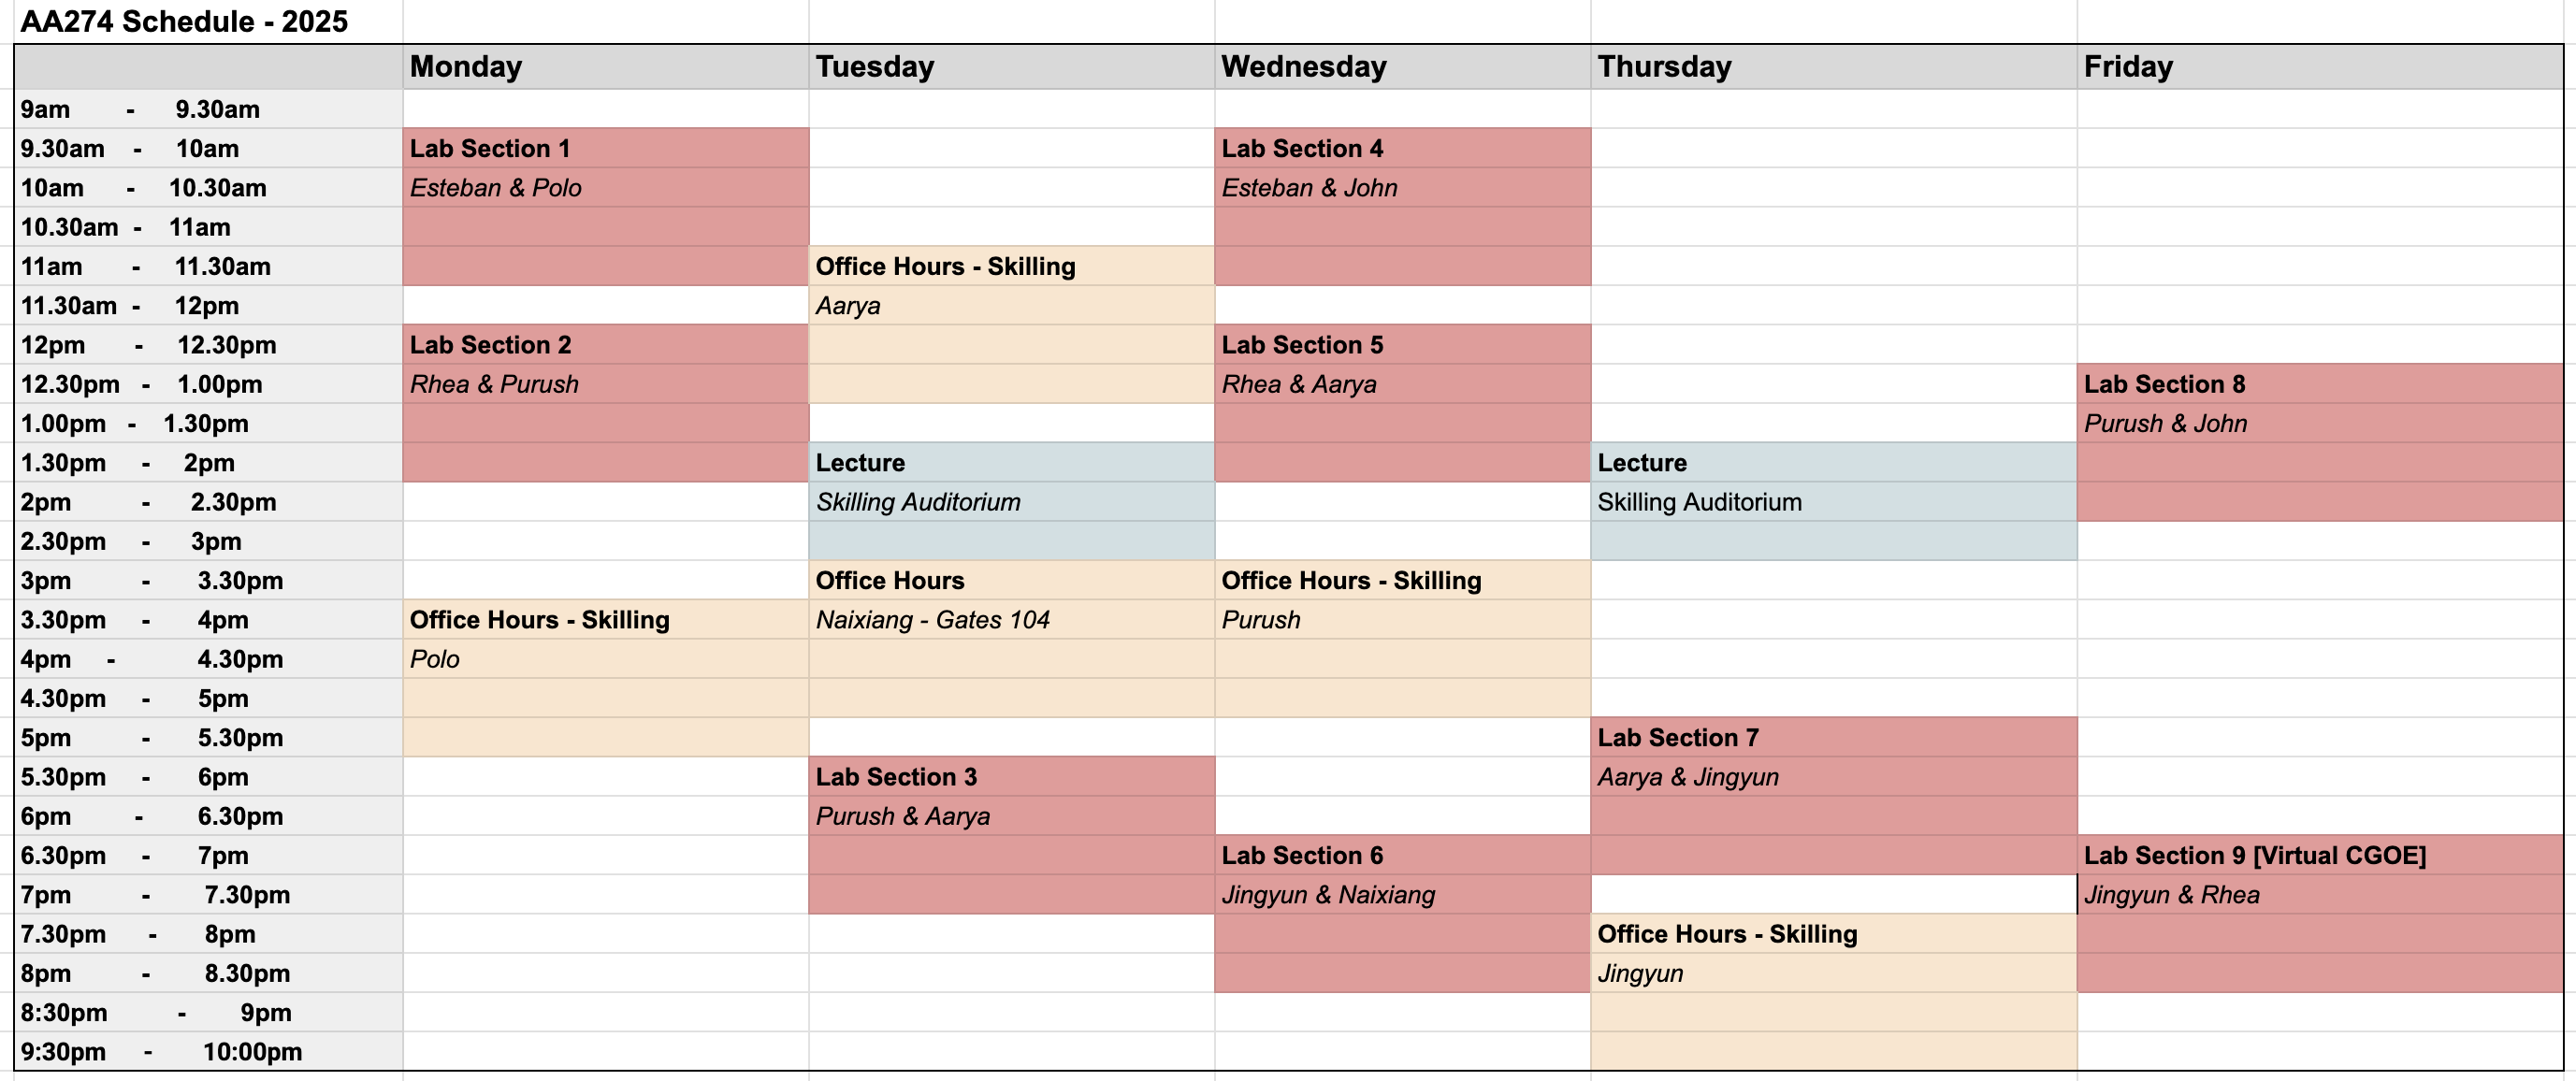 AA274 Schedule - 2025
Monday Tuesday Wednesday Thursday Friday
9am - 9.30am
9.30am - 10am Lab Section 1 Lab Section 4
10am - 10.30am Esteban & Polo Esteban & John
10.30am - 11am
11am - 11.30am Office Hours - Skilling
11.30am - 12pm Aarya
12pm - 12.30pm Lab Section 2 Lab Section 5
12.30pm - 1.00pm Rhea & Purush Rhea & Aarya Lab Section 8
1.00pm - 1.30pm Purush & John
1.30pm - 2pm Lecture Lecture
2pm - 2.30pm Skilling Auditorium Skilling Auditorium
2.30pm - 3pm
3pm - 3.30pm Office Hours Office Hours - Skilling
3.30pm - 4pm Office Hours - Skilling Naixiang - Gates 104 Purush
4pm - 4.30pm Polo
4.30pm - 5pm
5pm - 5.30pm Lab Section 7
5.30pm - 6pm Lab Section 3 Aarya & Jingyun
6pm - 6.30pm Purush & Aarya
6.30pm - 7pm Lab Section 6 Lab Section 9 [Virtual CGOE]
7pm - 7.30pm Jingyun & Naixiang Jingyun & Rhea
7.30pm - 8pm Office Hours - Skilling
8pm - 8.30pm Jingyun
8:30pm - 9pm
9:30pm - 10:00pm